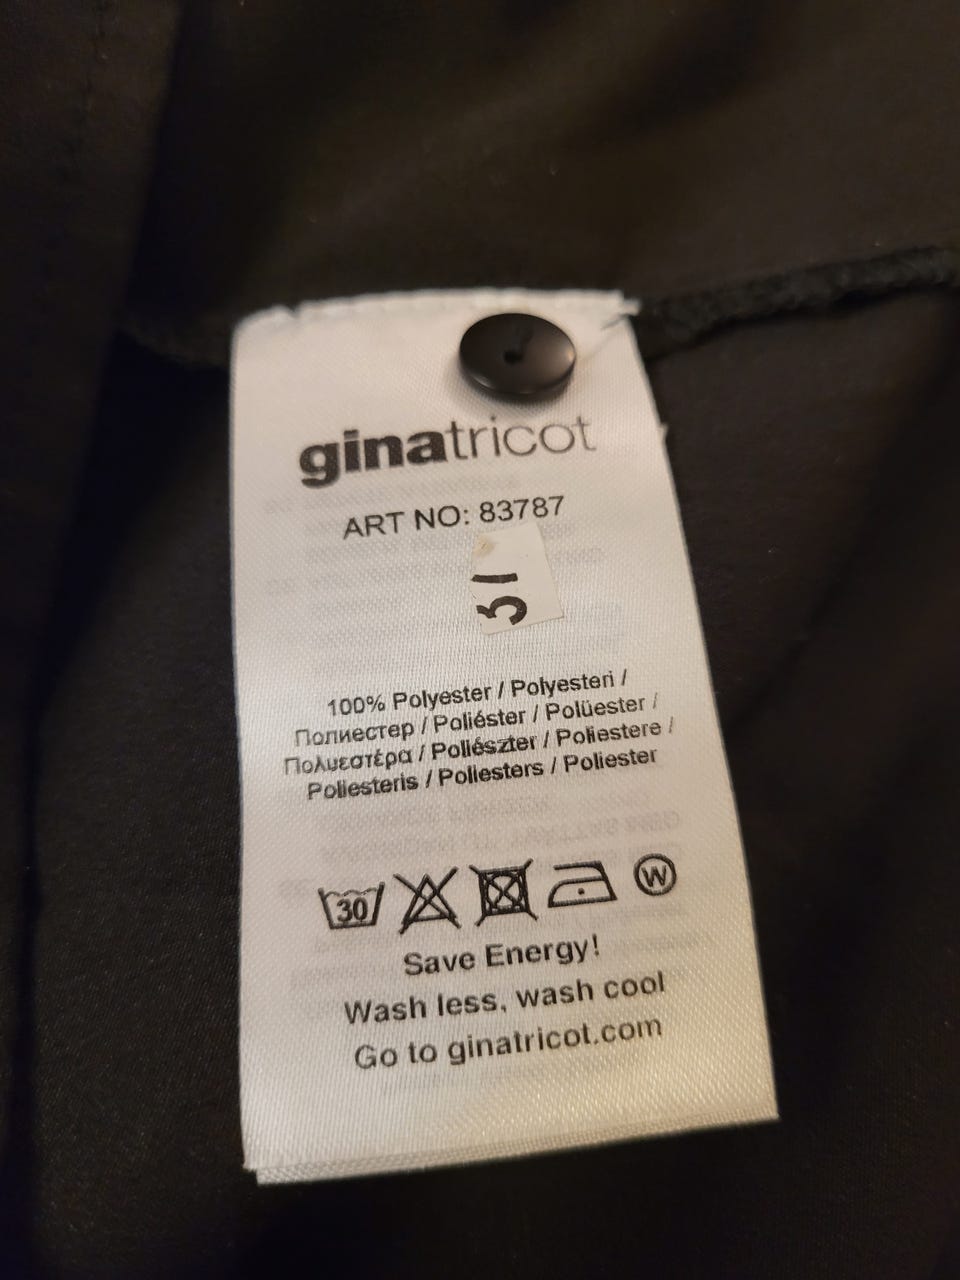 ginatricot
ART NO: 83787
31
100% Polyester / Polyesteri /
Полиестер / Poliéster / Polüester /
Πολυεστέρα / Poliészter / Poliestere /
Poliesteris / Poliesters / Poliester
30
W
Save Energy!
Wash less, wash cool
Go to ginatricot.com